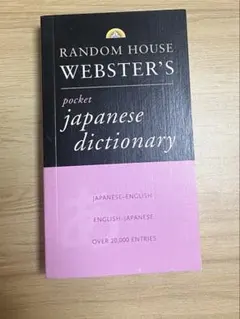 RANDOM HOUSE
WEBSTER'S
pocket
japanese
dictionary
JAPANESE-ENGLISH
ENGLISH-JAPANESE
OVER 20,000 ENTRIES